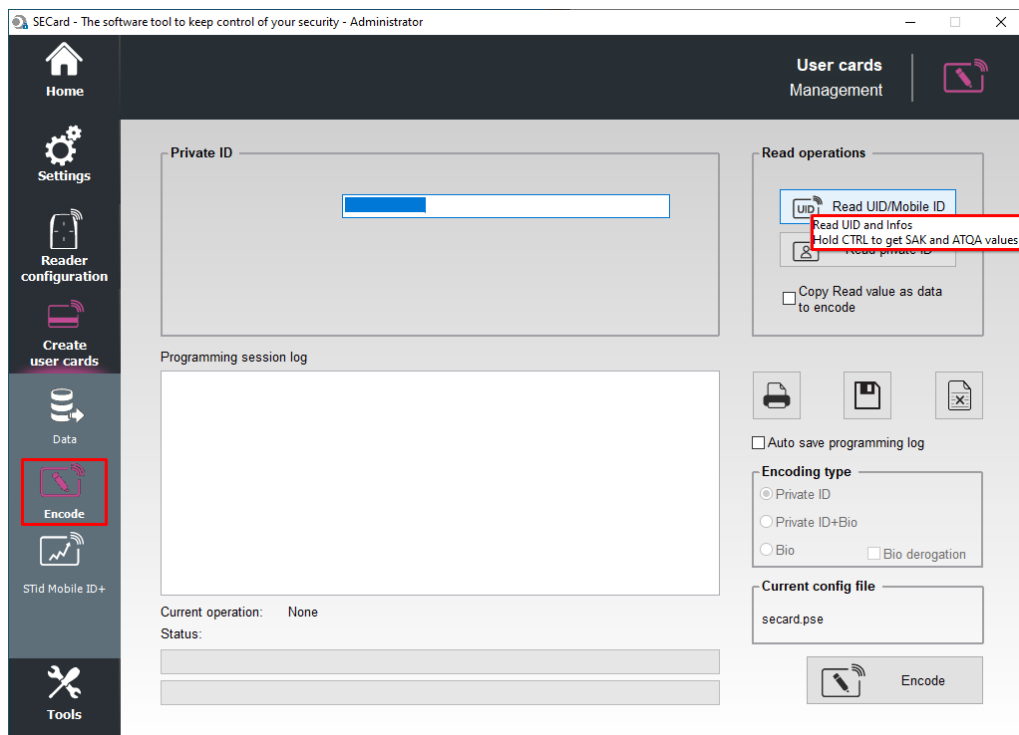 SECard - The software tool to keep control of your security - Administrator
Home
User cards
Management
Settings
Reader
configuration
Create
user cards
Data
Encode
STid Mobile ID+
Tools
Private ID
Programming session log
Current operation: None
Status:
Read operations
UID Read UID/Mobile ID
Read UID and Infos
Hold CTRL to get SAK and ATQA values
Read private ID
Copy Read value as data
to encode
Auto save programming log
Encoding type
Private ID
Private ID+Bio
Bio
Bio derogation
Current config file
secard.pse
Encode